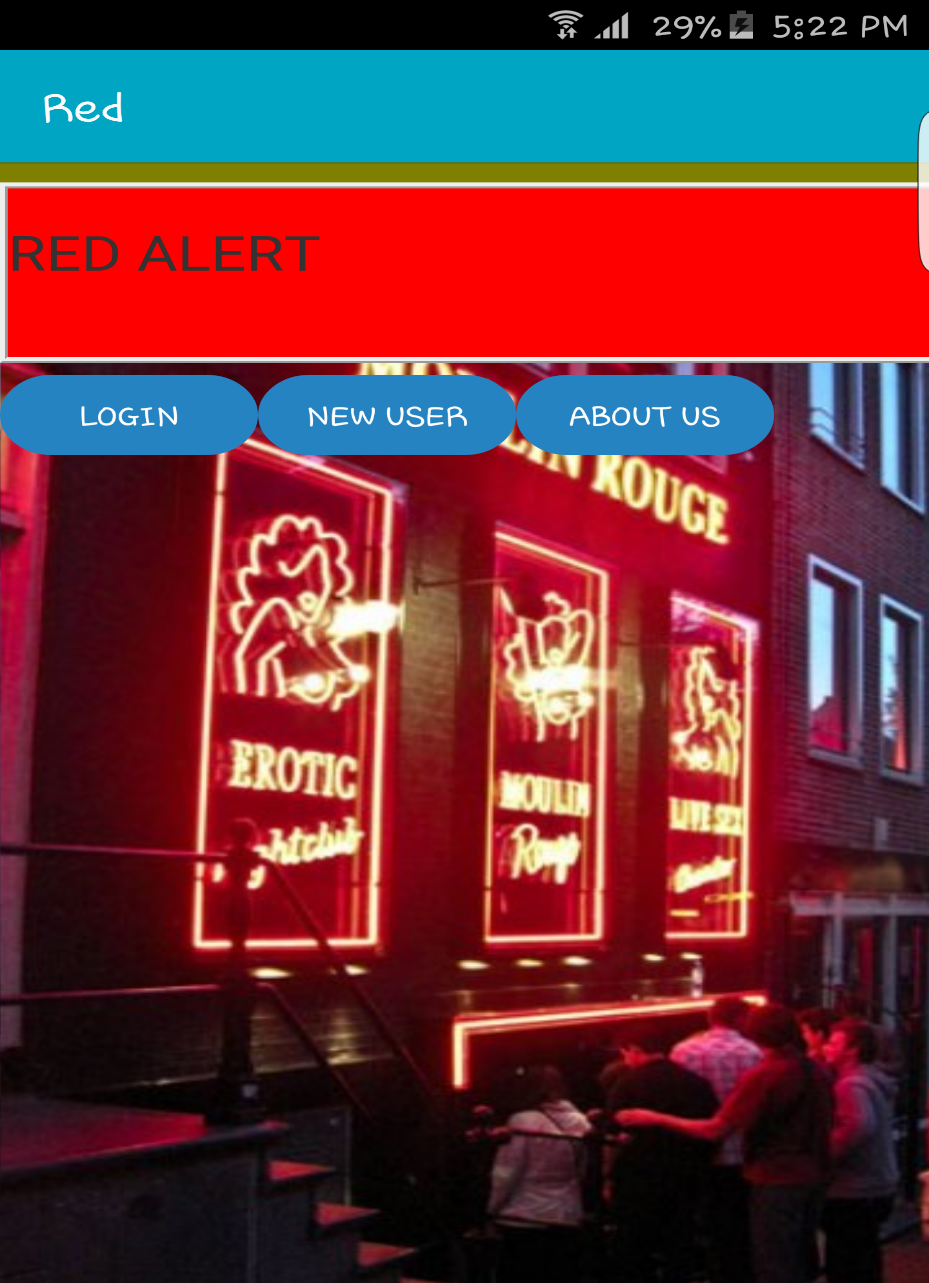 29% 5:22 PM
Red
RED ALERT
LOGIN
NEW USER
ABOUT US
ROUGE
EROTIC
MOULIN
Rouge
LIVE SEX